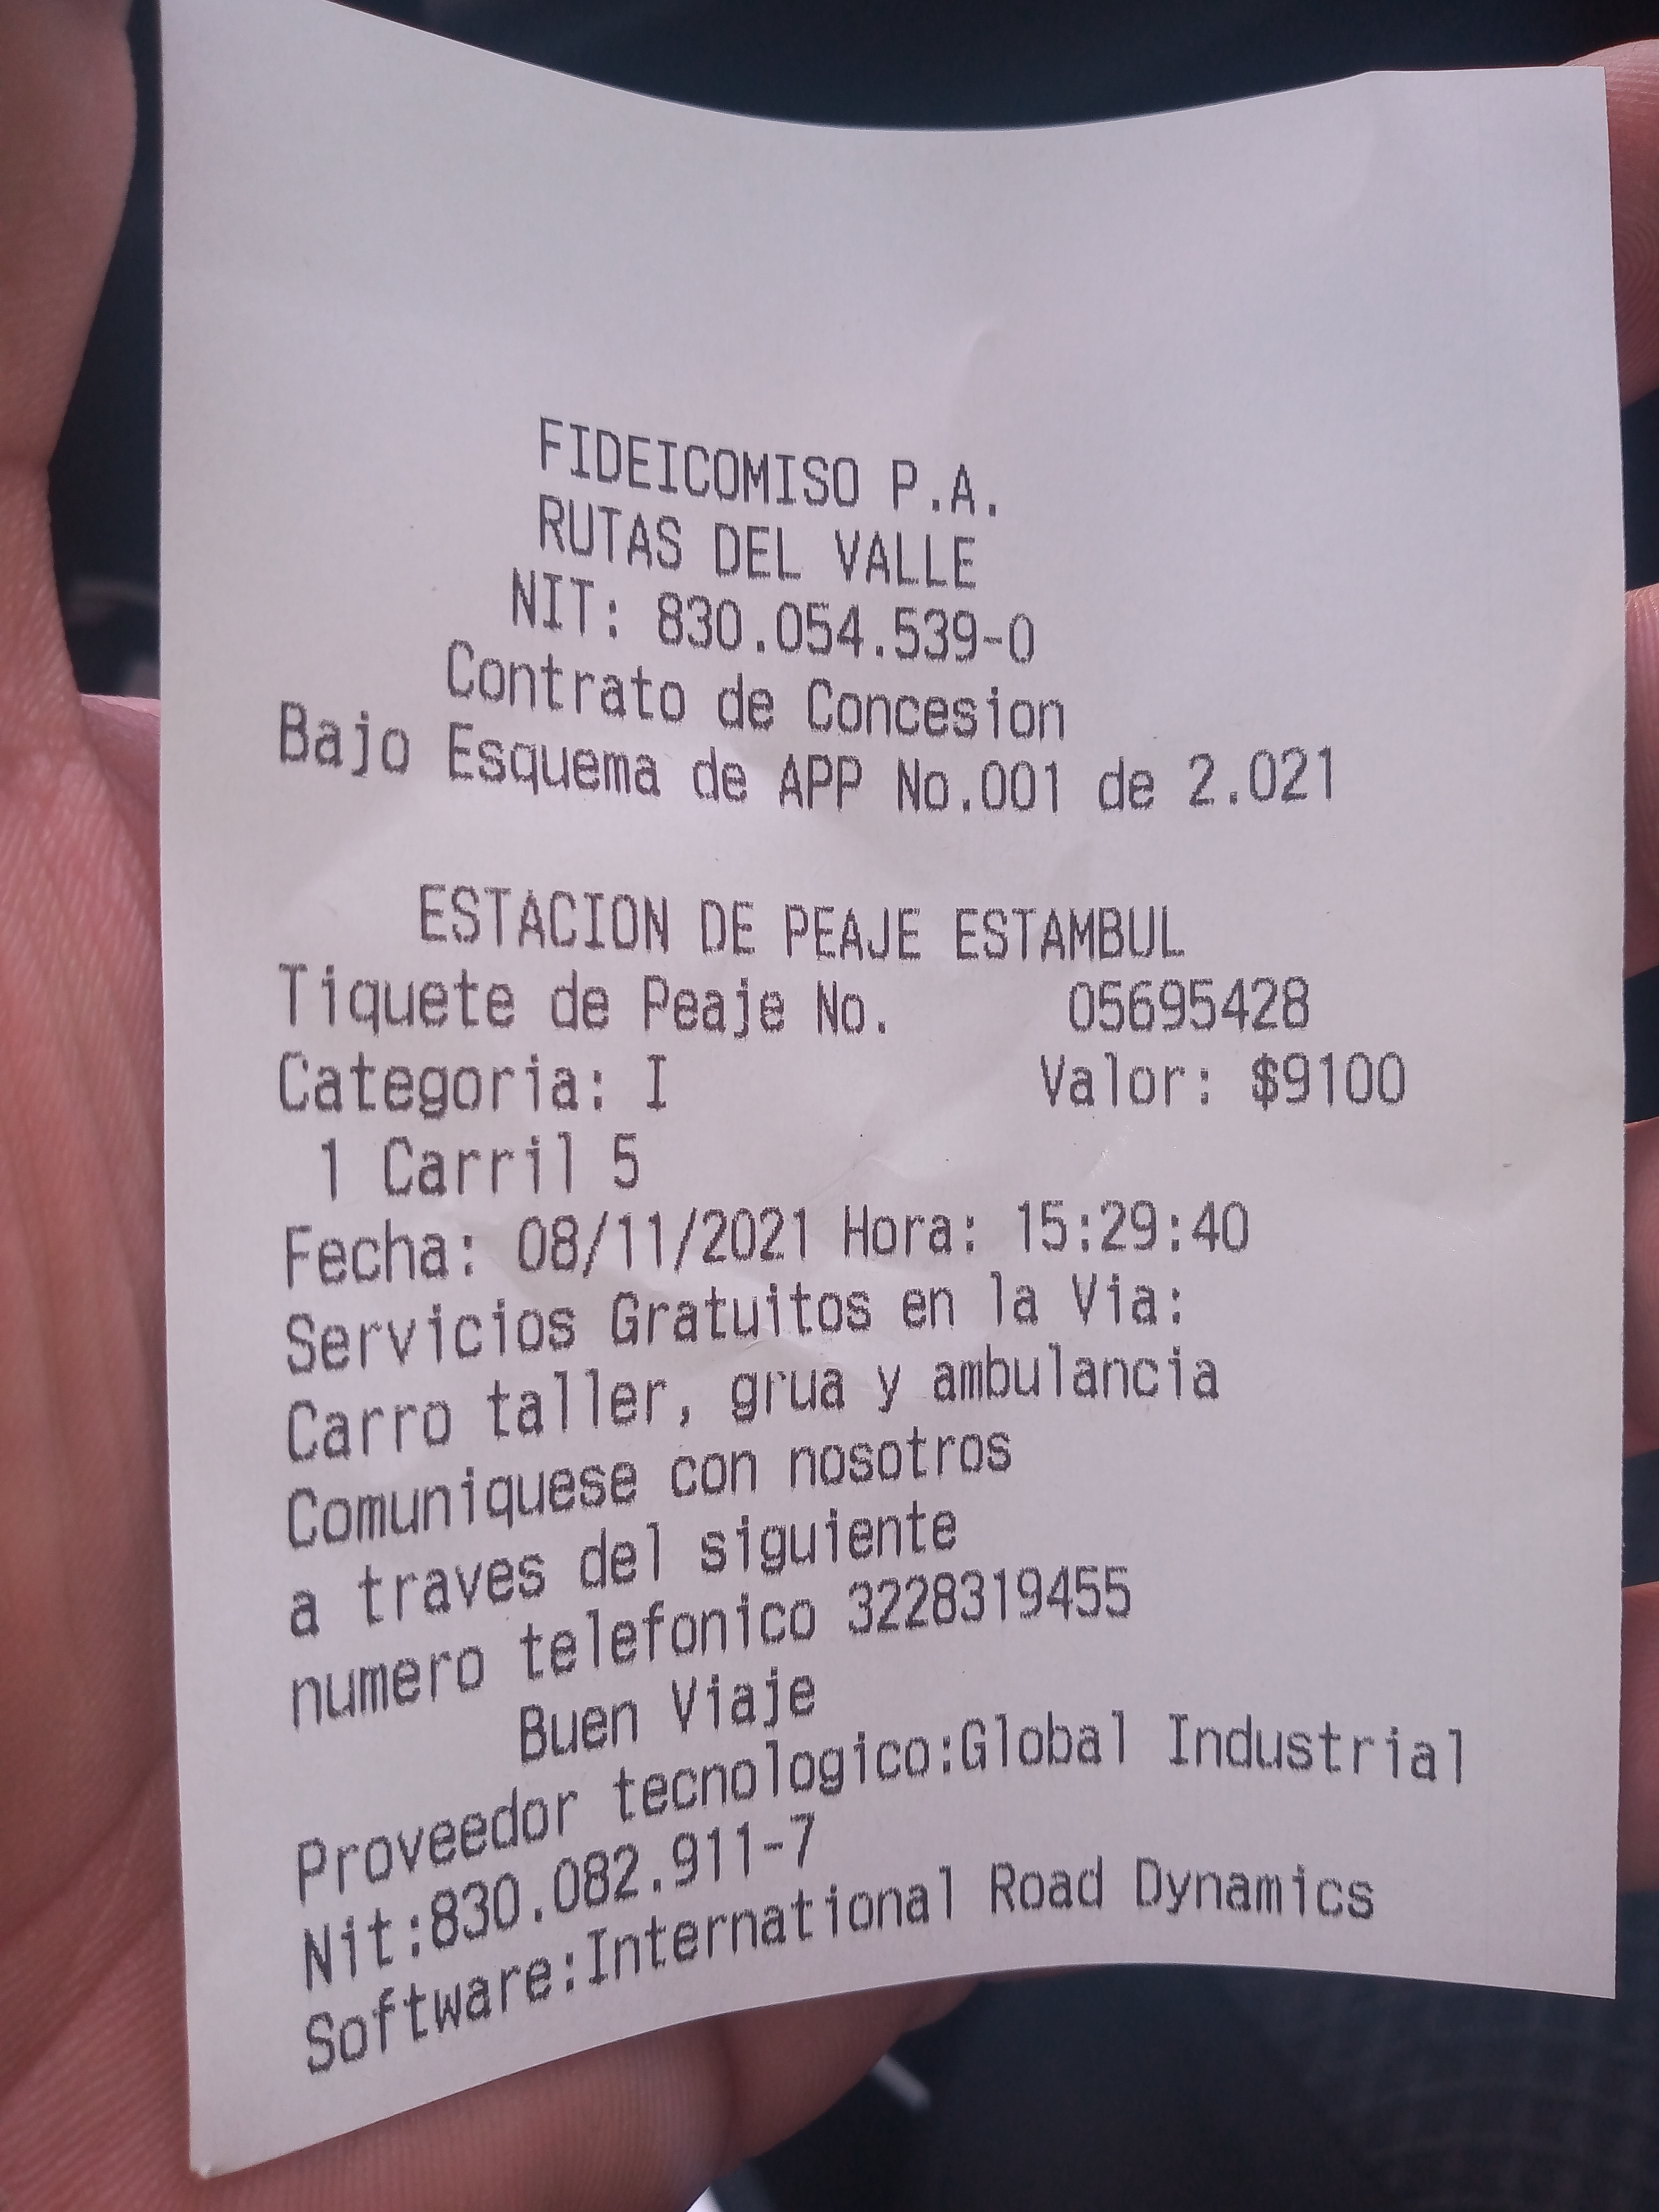 FIDEICOMISO P.A.
RUTAS DEL VALLE
NIT: 830.054.539-0
Contrato de Concesion
Bajo Esquema de APP No.001 de 2.021
ESTACION DE PEAJE ESTAMBUL
Tiquete de Peaje No. 05695428
Categoria: I Valor: $9100
1 Carril 5
Fecha: 08/11/2021 Hora: 15:29:40
Servicios Gratuitos en la Via:
Carro taller, grua y ambulancia
Comuniquese con nosotros
a traves del siguiente
numero telefonico 3228319455
Buen Viaje
Proveedor tecnologico:Global Industrial
Nit:830.082.911-7
Software:International Road Dynamics